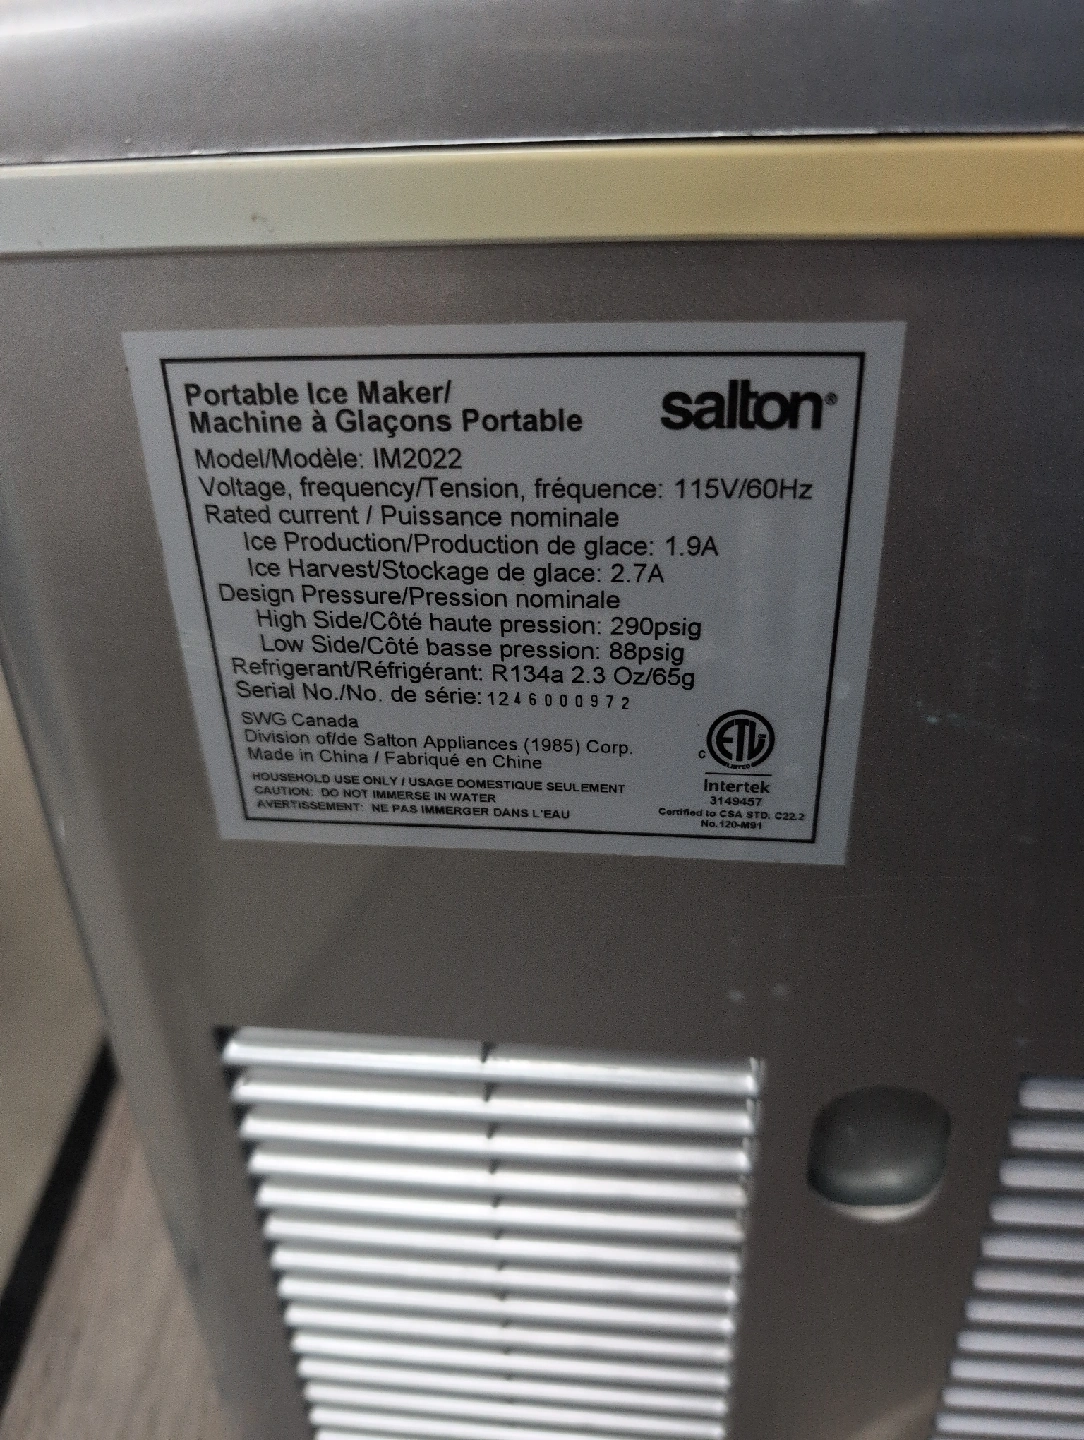 Portable Ice Maker/
Machine à Glaçons Portable
salton®
Model/Modèle: IM2022
Voltage, frequency/Tension, fréquence: 115V/60Hz
Rated current / Puissance nominale
Ice Production/Production de glace: 1.9A
Ice Harvest/Stockage de glace: 2.7A
Design Pressure/Pression nominale
High Side/Côté haute pression: 290psig
Low Side/Côté basse pression: 88psig
Refrigerant/Réfrigérant: R134a 2.3 Oz/65g
Serial No./No. de série: 1246000972
SWG Canada
Division of/de Salton Appliances (1985) Corp.
Made in China / Fabriqué en Chine
HOUSEHOLD USE ONLY / USAGE DOMESTIQUE SEULEMENT
CAUTION: DO NOT IMMERSE IN WATER
AVERTISSEMENT: NE PAS IMMERGER DANS L'EAU
C ETL LISTED
Intertek
3149457
Certified to CSA STD. C22.2
No.120-M91